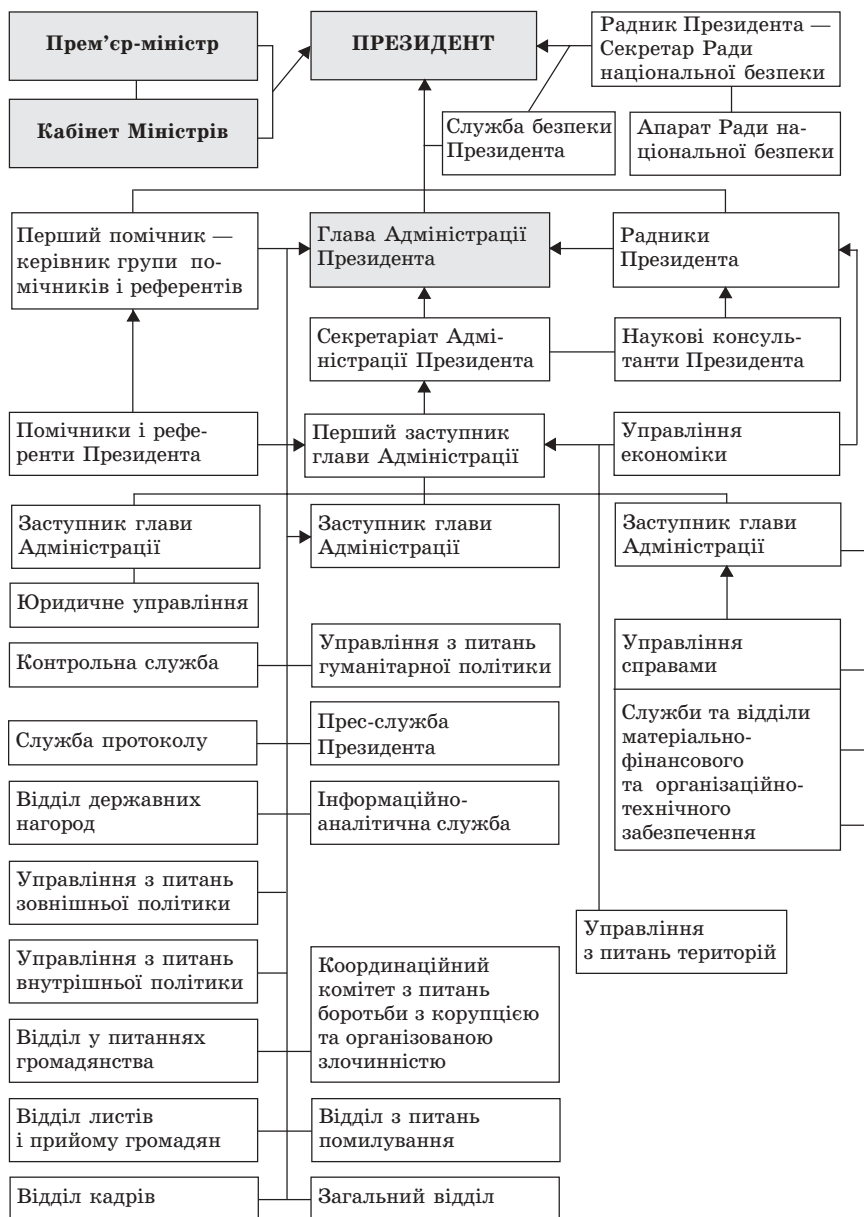 Прем’єр-міністр
ПРЕЗИДЕНТ
Радник Президента —
Секретар Ради
національної безпеки
Кабінет Міністрів
Служба безпеки
Президента
Апарат Ради на-
ціональної безпеки
Перший помічник —
керівник групи по-
мічників і референтів
Глава Адміністрації
Президента
Радники
Президента
Секретаріат Адмі-
ністрації Президента
Наукові консуль-
танти Президента
Помічники і рефе-
ренти Президента
Перший заступник
глави Адміністрації
Управління
економіки
Заступник глави
Адміністрації
Заступник глави
Адміністрації
Заступник глави
Адміністрації
Юридичне управління
Контрольна служба
Управління з питань
гуманітарної політики
Управління
справами
Служба протоколу
Прес-служба
Президента
Служби та відділи
матеріально-
фінансового
та організаційно-
технічного
забезпечення
Відділ державних
нагород
Інформаційно-
аналітична служба
Управління з питань
зовнішньої політики
Управління
з питань територій
Управління з питань
внутрішньої політики
Координаційний
комітет з питань
боротьби з корупцією
та організованою
злочинністю
Відділ у питаннях
громадянства
Відділ листів
і прийому громадян
Відділ з питань
помилування
Відділ кадрів
Загальний відділ